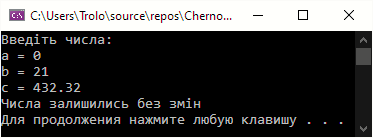 C:\Users\Trolo\source\repos\Cherno...
Введіть числа:
a = 0
b = 21
c = 432.32
Числа залишились без змін
Для продолжения нажмите любую клавишу . . .